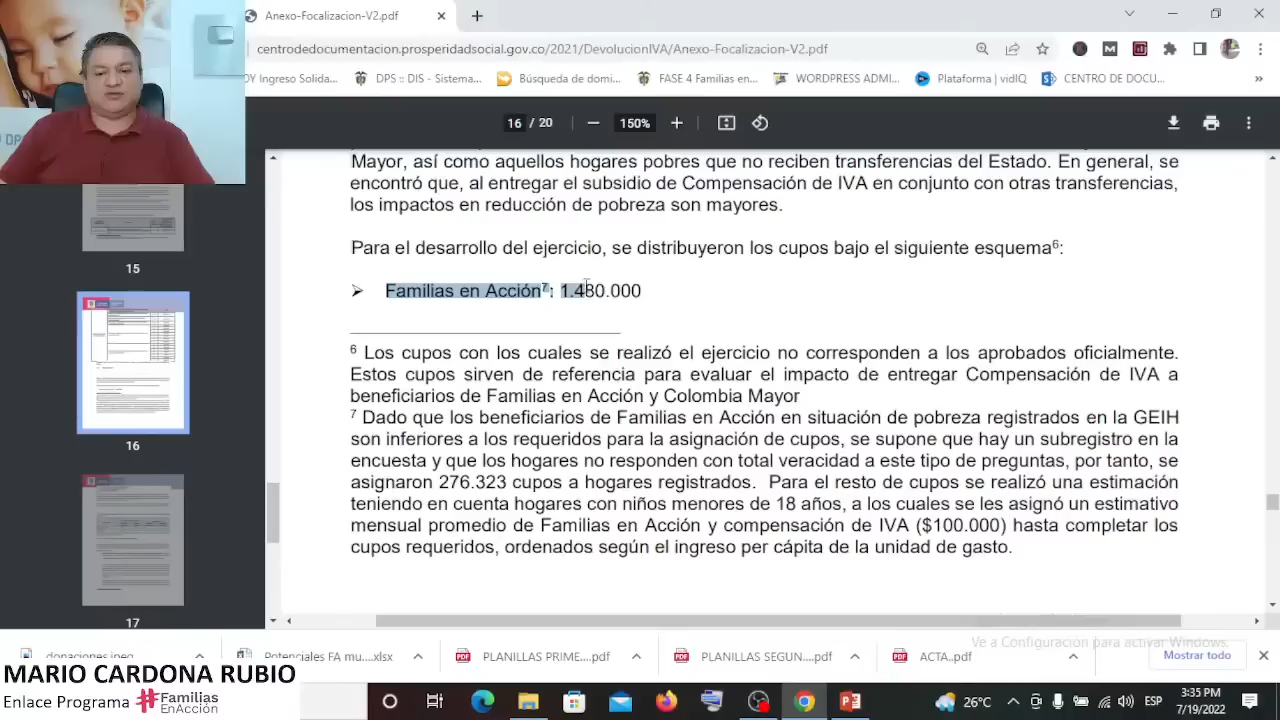 Anexo-Focalizacion-V2.pdf
centrodedocumentacion.prosperidadsocial.gov.co/2021/DevolucionIVA/Anexo-Focalizacion-V2.pdf
OY Ingreso Solida...
DPS :: DIS - Sistema...
Búsqueda de domi...
FASE 4 Familias en...
WORDPRESS ADMI...
Plataforma | vidIQ
CENTRO DE DOCU...
»
16 / 20
150%
Mayor, así como aquellos hogares pobres que no reciben transferencias del Estado. En general, se
encontró que, al entregar el subsidio de Compensación de IVA en conjunto con otras transferencias,
los impactos en reducción de pobreza son mayores.
Para el desarrollo del ejercicio, se distribuyeron los cupos bajo el siguiente esquema⁶:
➢ Familias en Acción⁷: 1.480.000
⁶ Los cupos con los cuales se realizó el ejercicio no corresponden a los aprobados oficialmente.
Estos cupos sirven de referencia para evaluar el impacto de entregar Compensación de IVA a
beneficiarios de Familias en Acción y Colombia Mayor
⁷ Dado que los beneficiarios de Familias en Acción en situación de pobreza registrados en la GEIH
son inferiores a los requeridos para la asignación de cupos, se supone que hay un subregistro en la
encuesta y que los hogares no responden con total veracidad a este tipo de preguntas, por tanto, se
asignaron 276.323 cupos a hogares registrados. Para el resto de cupos se realizó una estimación
teniendo en cuenta hogares con niños menores de 18 años, a los cuales se les asignó un estimativo
mensual promedio de Familias en Acción y compensación de IVA ($100.000) hasta completar los
cupos requeridos, ordenados según el ingreso per cápita de la unidad de gasto.
15
16
17
DP
Ve a Configuración para activar Windows.
donaciones.jpeg
Potenciales FA mu....xlsx
PLANILLAS PRIME....pdf
PLANILLAS SEGUN....pdf
ACTA..pdf
Mostrar todo
MARIO CARDONA RUBIO
Enlace Programa
Familias
EnAcción
26°C
ESP
3:35 PM
7/19/2022